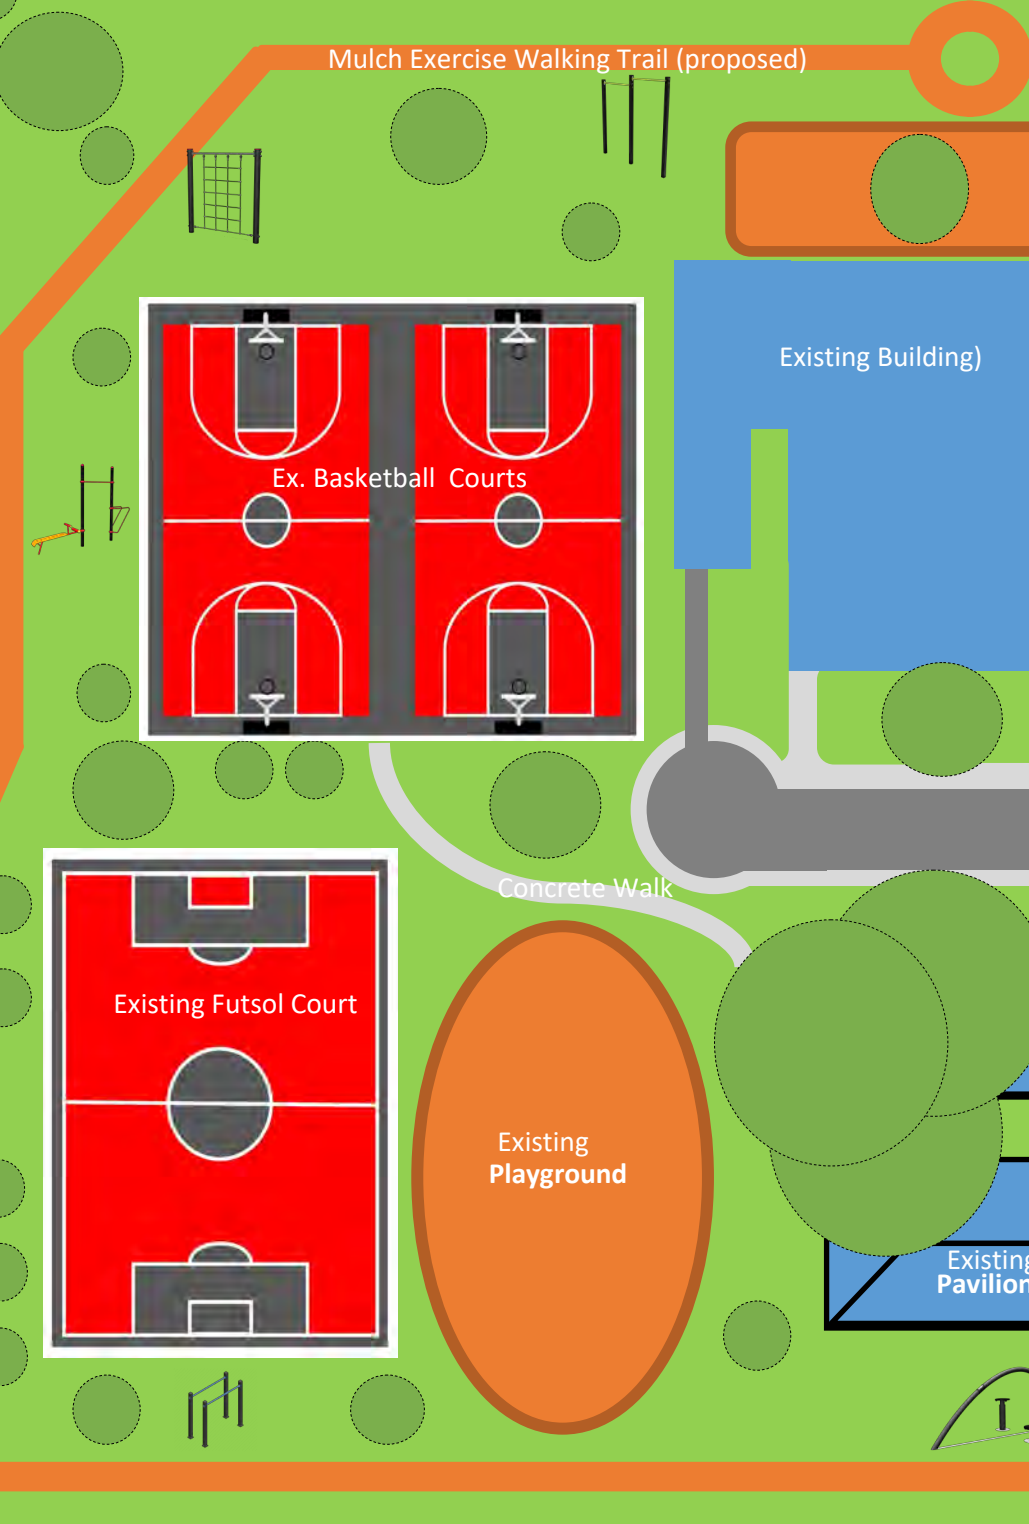 Mulch Exercise Walking Trail (proposed)
Existing Building)
Ex. Basketball Courts
Concrete Walk
Existing Futsol Court
Existing
Playground
Existing
Pavilion